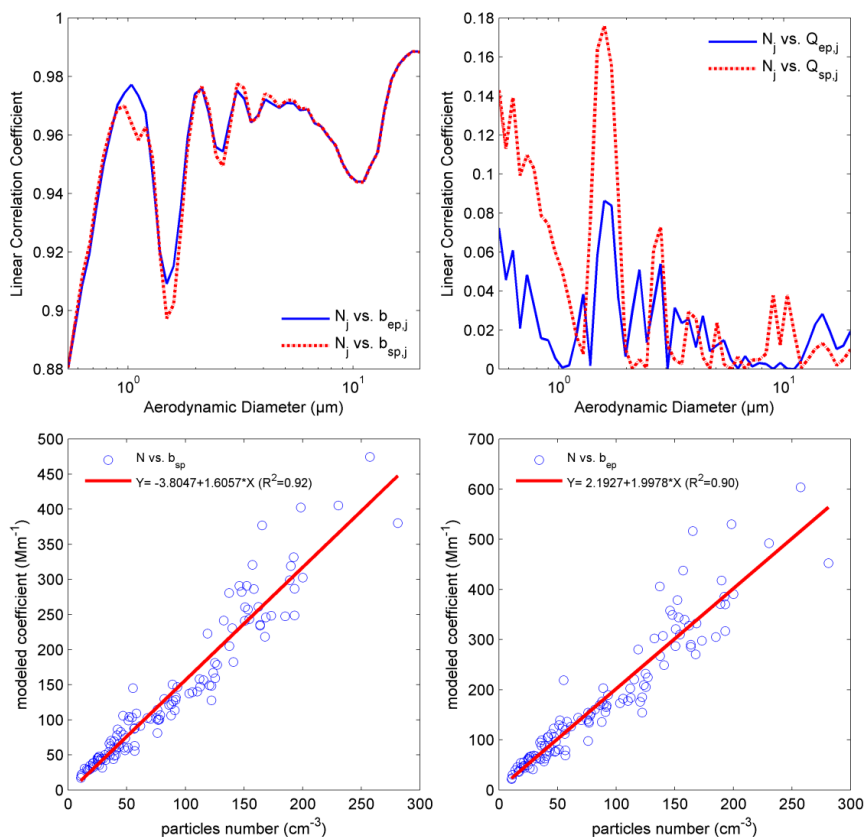 1
0.98
0.96
0.94
0.92
0.9
0.88
Linear Correlation Coefficient
N_j vs. b_ep,j
N_j vs. b_sp,j
10^0
10^1
Aerodynamic Diameter (µm)
0.18
0.16
0.14
0.12
0.1
0.08
0.06
0.04
0.02
0
Linear Correlation Coefficient
N_j vs. Q_ep,j
N_j vs. Q_sp,j
10^0
10^1
Aerodynamic Diameter (µm)
500
450
400
350
300
250
200
150
100
50
0
modeled coefficient (Mm^-1)
N vs. b_sp
Y= -3.8047+1.6057*X (R^2=0.92)
0 50 100 150 200 250 300
particles number (cm^-3)
700
600
500
400
300
200
100
0
modeled coefficient (Mm^-1)
N vs. b_ep
Y= 2.1927+1.9978*X (R^2=0.90)
0 50 100 150 200 250 300
particles number (cm^-3)